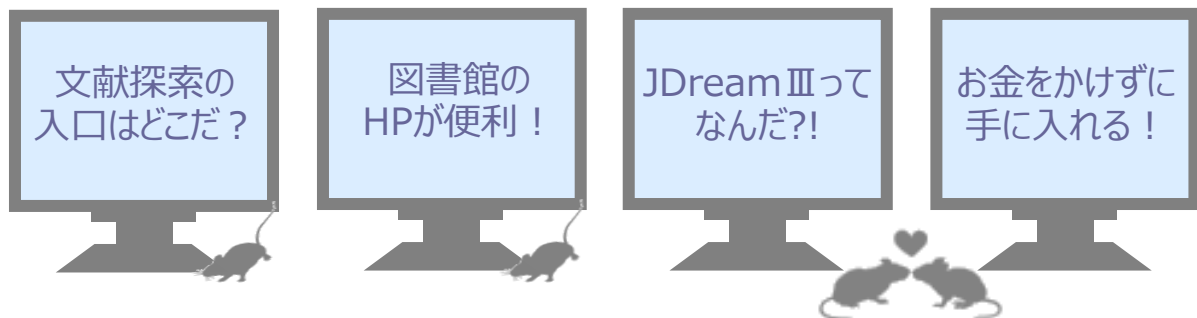 文献探索の
入口はどこだ？
図書館の
HPが便利！
JDreamⅢって
なんだ?!
お金をかけずに
手に入れる！